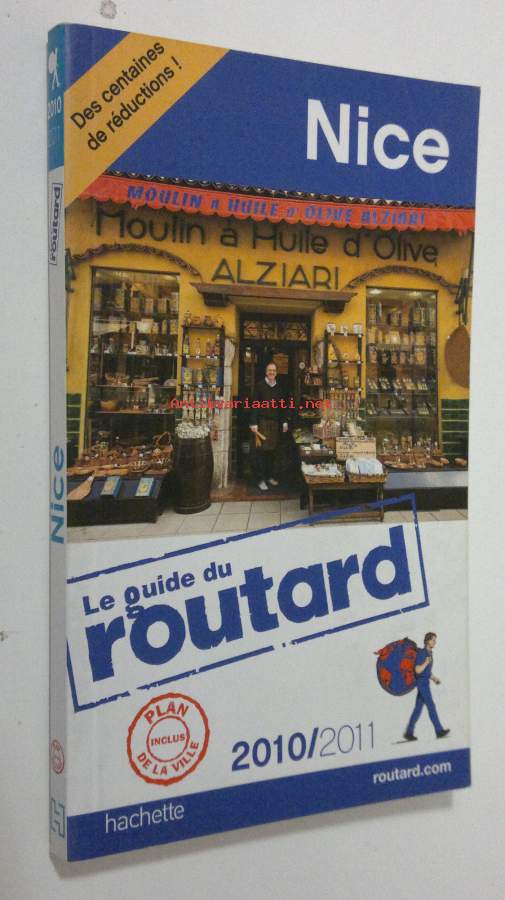 Des centaines
de réductions !
Nice
MOULIN A HUILE D'OLIVE ALZIARI
Moulin à Huile d'Olive
ALZIARI
Antikvariaatti.net
Le guide du
routard
PLAN
INCLUS
DE LA VILLE
2010/2011
routard.com
hachette
2010
2011
routard
Nice